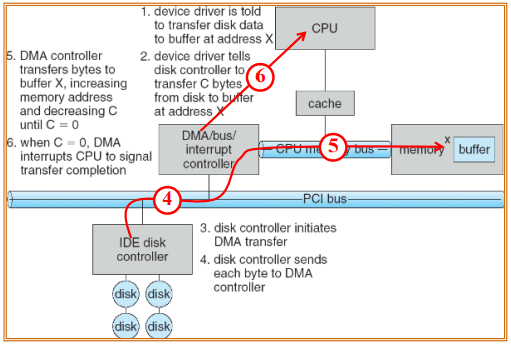 1. device driver is told
to transfer disk data
to buffer at address X
2. device driver tells
disk controller to
transfer C bytes
from disk to buffer
at address X
5. DMA controller
transfers bytes to
buffer X, increasing
memory address
and decreasing C
until C = 0
6. when C = 0, DMA
interrupts CPU to signal
transfer completion
CPU
6
cache
DMA/bus/
interrupt
controller
CPU memory bus
5
memory
X
buffer
4
PCI bus
IDE disk
controller
3. disk controller initiates
DMA transfer
4. disk controller sends
each byte to DMA
controller
disk
disk
disk
disk